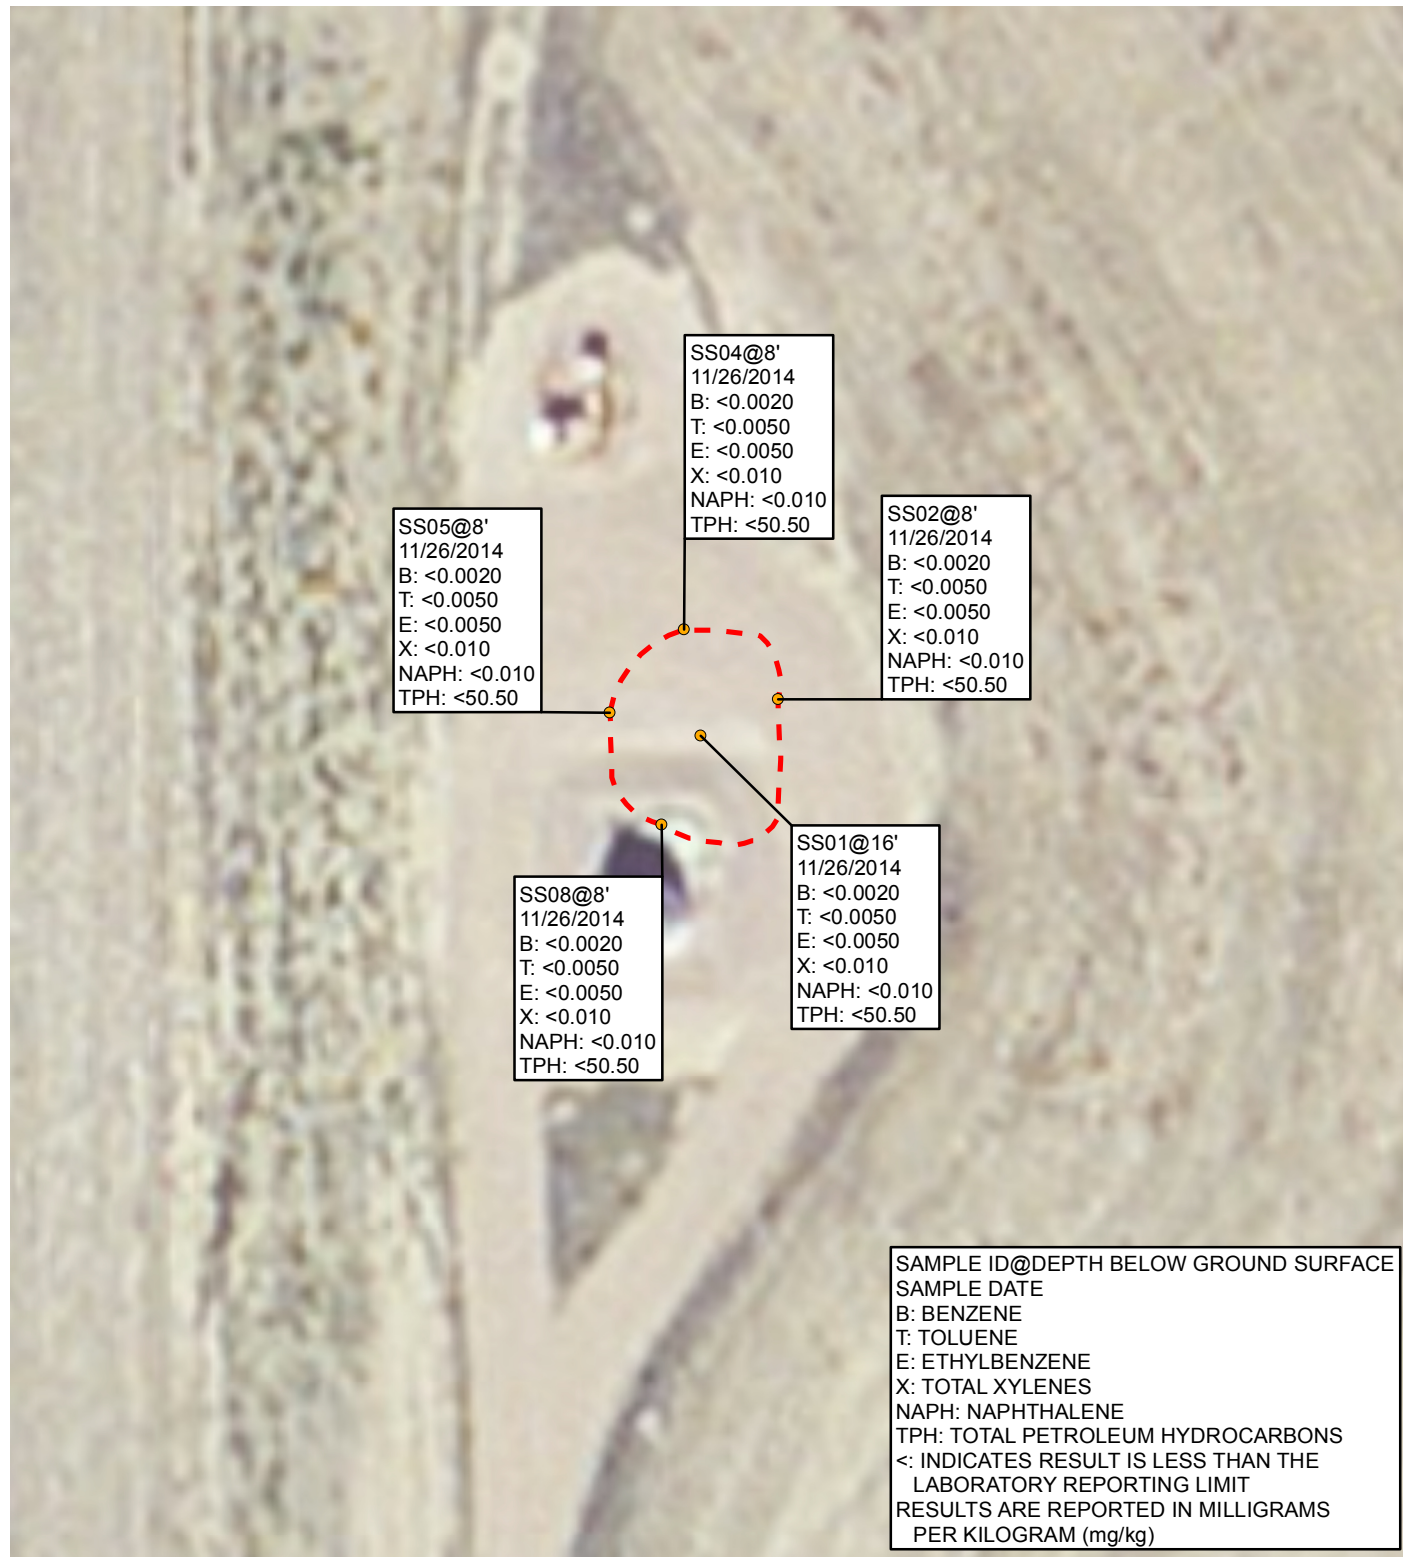 SS04@8'
11/26/2014
B: <0.0020
T: <0.0050
E: <0.0050
X: <0.010
NAPH: <0.010
TPH: <50.50
SS02@8'
11/26/2014
B: <0.0020
T: <0.0050
E: <0.0050
X: <0.010
NAPH: <0.010
TPH: <50.50
SS05@8'
11/26/2014
B: <0.0020
T: <0.0050
E: <0.0050
X: <0.010
NAPH: <0.010
TPH: <50.50
SS01@16'
11/26/2014
B: <0.0020
T: <0.0050
E: <0.0050
X: <0.010
NAPH: <0.010
TPH: <50.50
SS08@8'
11/26/2014
B: <0.0020
T: <0.0050
E: <0.0050
X: <0.010
NAPH: <0.010
TPH: <50.50
SAMPLE ID@DEPTH BELOW GROUND SURFACE
SAMPLE DATE
B: BENZENE
T: TOLUENE
E: ETHYLBENZENE
X: TOTAL XYLENES
NAPH: NAPHTHALENE
TPH: TOTAL PETROLEUM HYDROCARBONS
<: INDICATES RESULT IS LESS THAN THE
LABORATORY REPORTING LIMIT
RESULTS ARE REPORTED IN MILLIGRAMS
PER KILOGRAM (mg/kg)